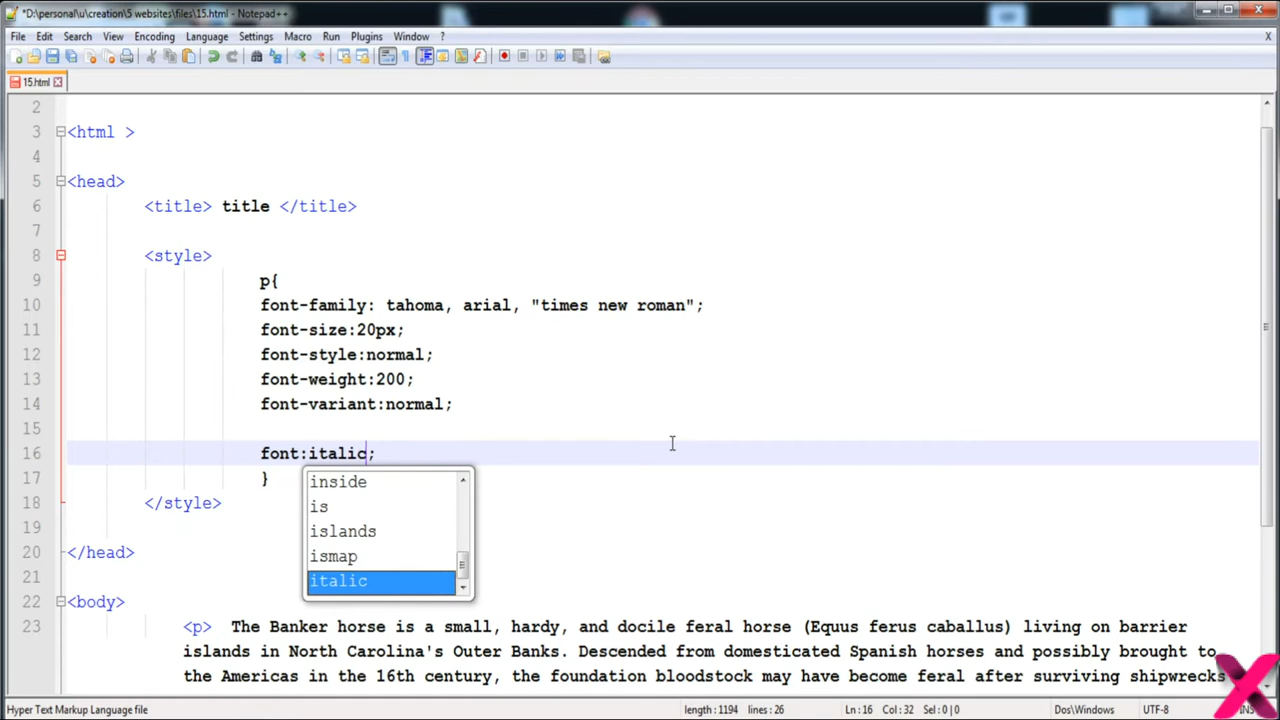 *D:\personal\u\creation\5 websites\files\15.html - Notepad++
File Edit Search View Encoding Language Settings Macro Run Plugins Window ? X
15.html
2
3 <html >
4
5 <head>
6 <title> title </title>
7
8 <style>
9 p{
10 font-family: tahoma, arial, "times new roman";
11 font-size:20px;
12 font-style:normal;
13 font-weight:200;
14 font-variant:normal;
15
16 font:italic;
17 }
inside
18 </style>
is
19
islands
20 </head>
ismap
21
italic
22 <body>
23 <p> The Banker horse is a small, hardy, and docile feral horse (Equus ferus caballus) living on barrier
islands in North Carolina's Outer Banks. Descended from domesticated Spanish horses and possibly brought to
the Americas in the 16th century, the foundation bloodstock may have become feral after surviving shipwrecks
Hyper Text Markup Language file length : 1194 lines : 26 Ln : 16 Col : 32 Sel : 0 | 0 Dos\Windows UTF-8 INS